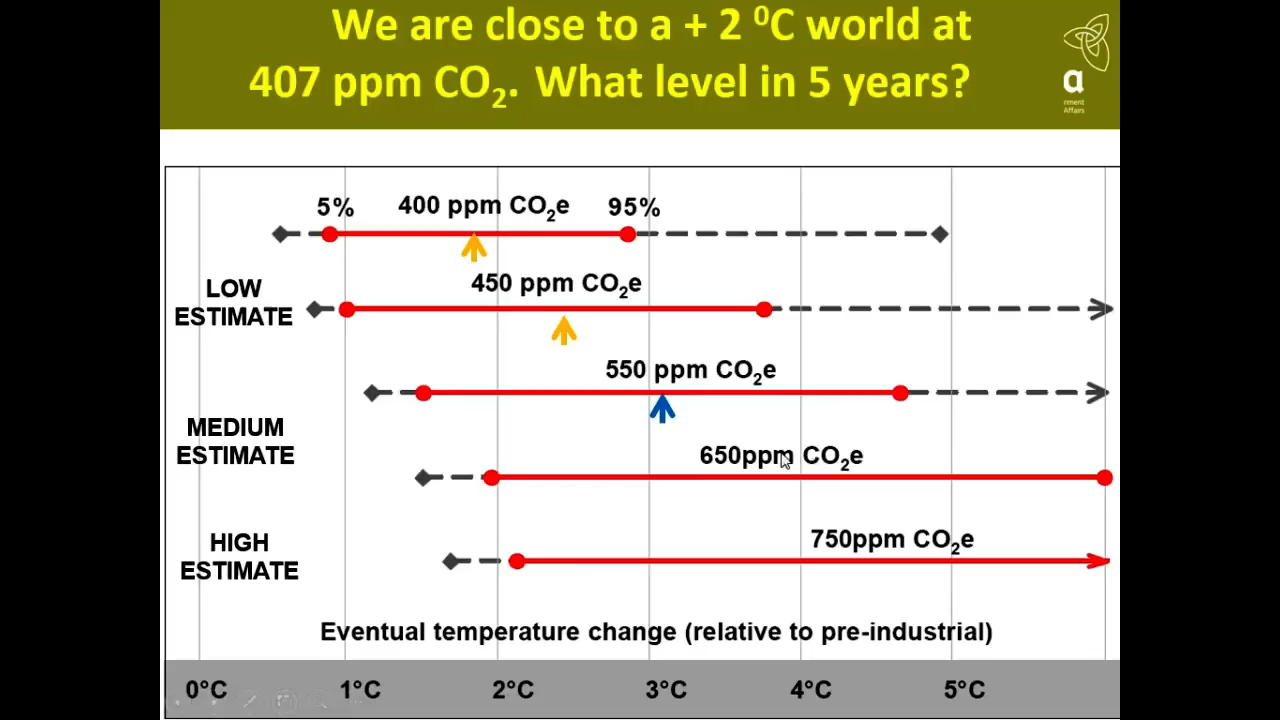 We are close to a + 2 ⁰C world at
407 ppm CO₂. What level in 5 years?
a
rment
Affairs
5% 400 ppm CO₂e 95%
450 ppm CO₂e
LOW
ESTIMATE
550 ppm CO₂e
MEDIUM
ESTIMATE
650ppm CO₂e
750ppm CO₂e
HIGH
ESTIMATE
Eventual temperature change (relative to pre-industrial)
0°C 1°C 2°C 3°C 4°C 5°C